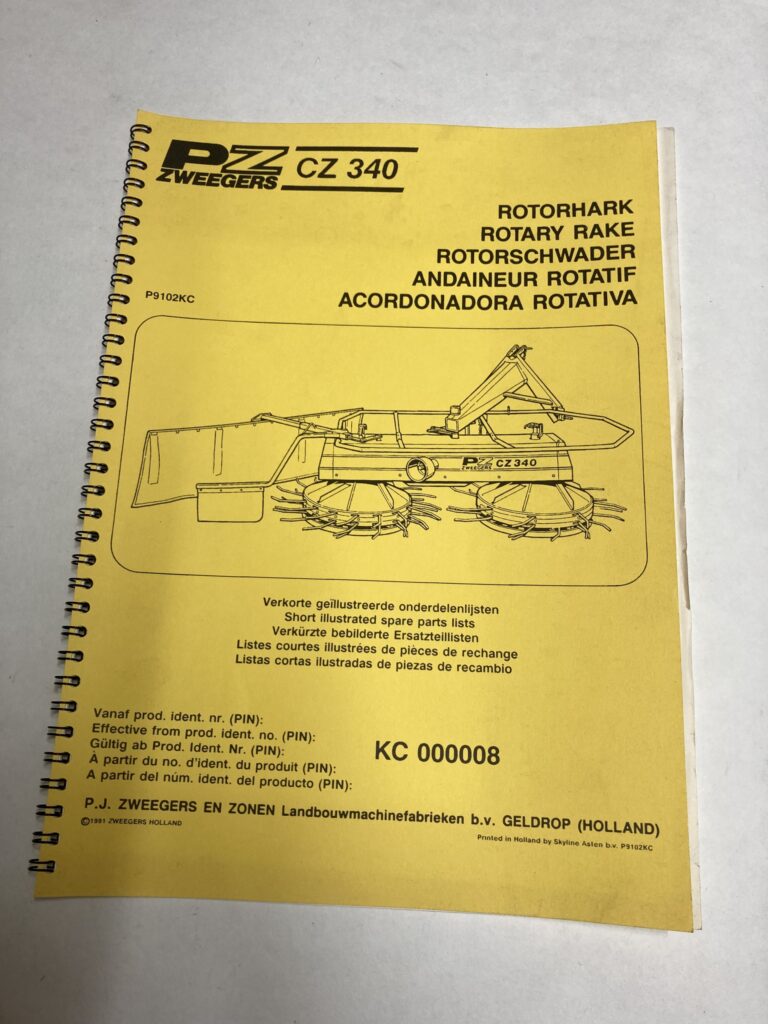 PZ
ZWEEGERS
CZ 340
ROTORHARK
ROTARY RAKE
ROTORSCHWADER
ANDAINEUR ROTATIF
ACORDONADORA ROTATIVA
P9102KC
PZ
ZWEEGERS
CZ 340
Verkorte geïllustreerde onderdelenlijsten
Short illustrated spare parts lists
Verkürzte bebilderte Ersatzteillisten
Listes courtes illustrées de pièces de rechange
Listas cortas ilustradas de piezas de recambio
Vanaf prod. ident. nr. (PIN):
Effective from prod. ident. no. (PIN):
Gültig ab Prod. Ident. Nr. (PIN):
À partir du no. d'ident. du produit (PIN):
A partir del núm. ident. del producto (PIN):
KC 000008
P.J. ZWEEGERS EN ZONEN Landbouwmachinefabrieken b.v. GELDROP (HOLLAND)
©1991 ZWEEGERS HOLLAND
Printed in Holland by Skyline Asten b.v. P9102KC